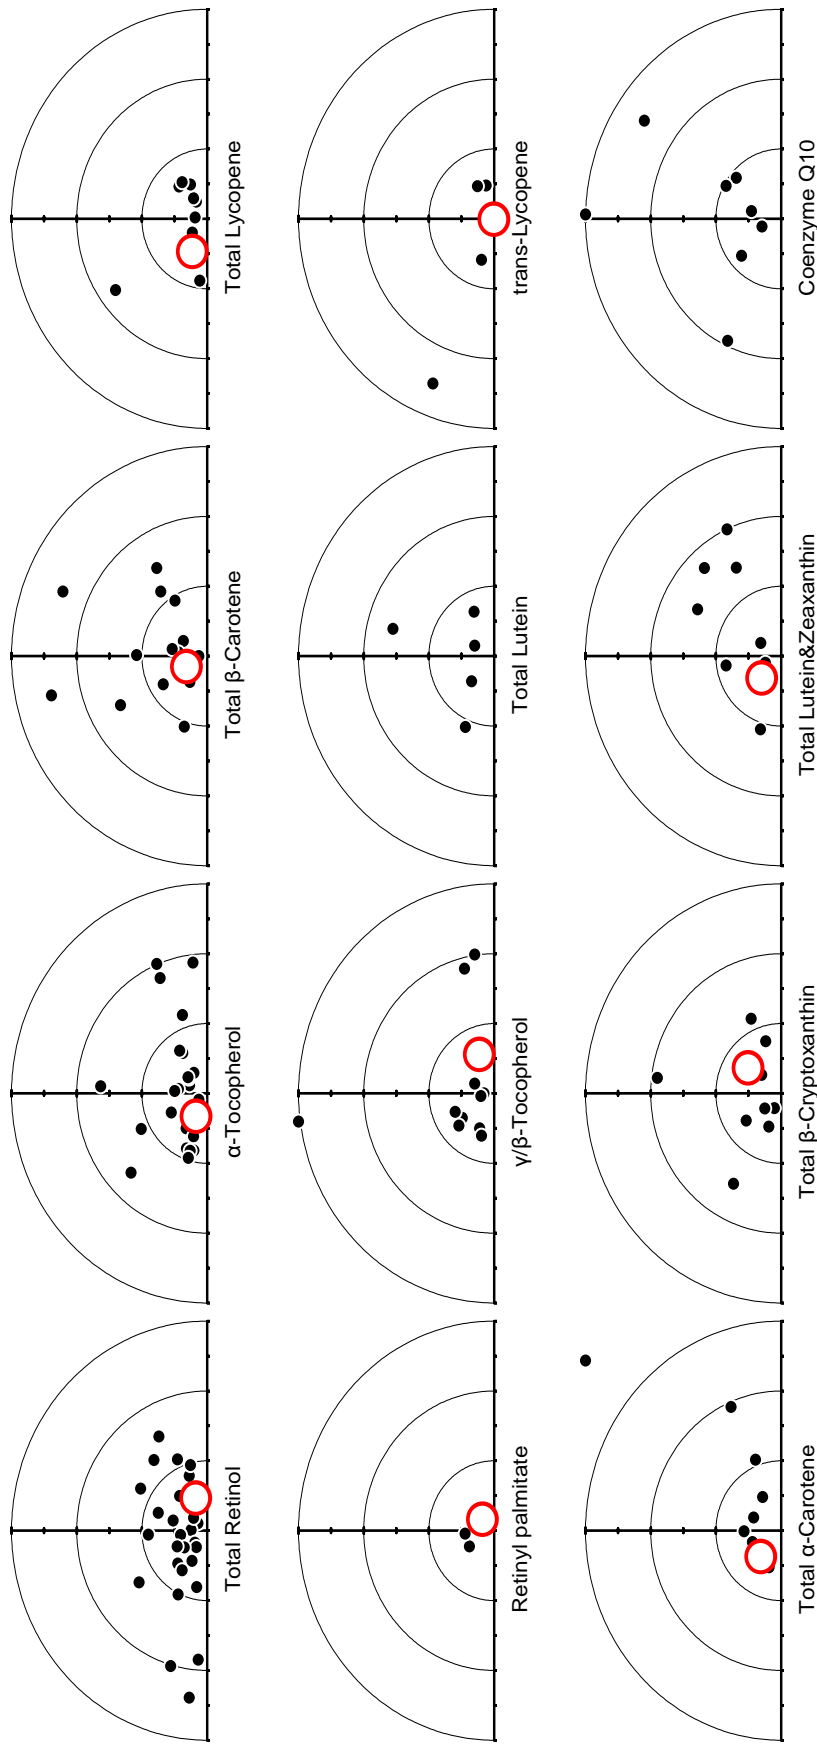 Total Retinol
α-Tocopherol
Total β-Carotene
Total Lycopene
Retinyl palmitate
γ/β-Tocopherol
Total Lutein
trans-Lycopene
Total α-Carotene
Total β-Cryptoxanthin
Total Lutein&Zeaxanthin
Coenzyme Q10